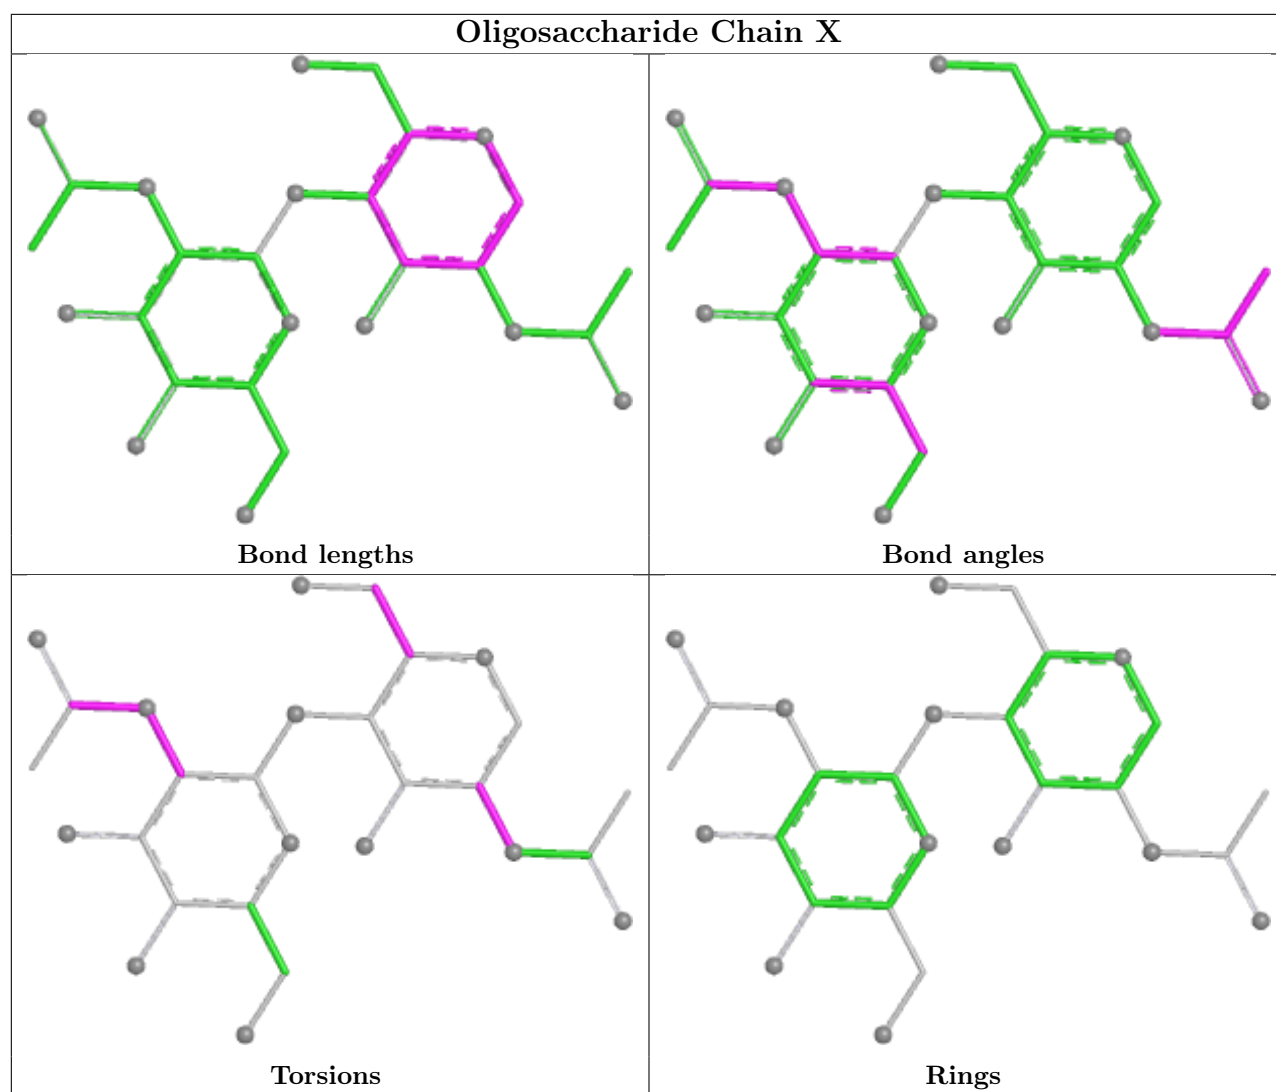 Oligosaccharide Chain X
Bond lengths
Bond angles
Torsions
Rings